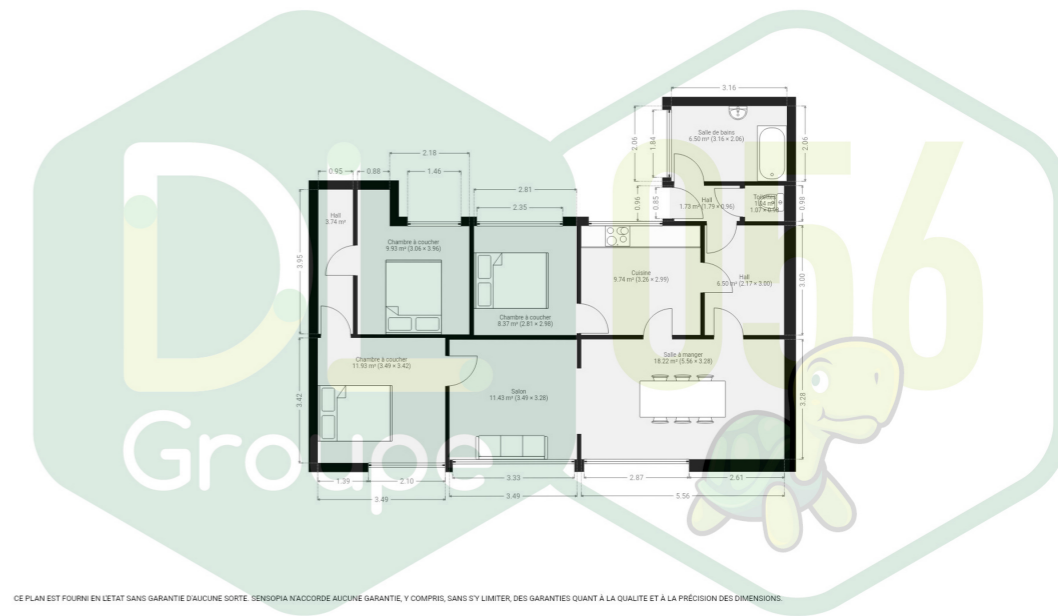 3.16
Salle de bains
6.50 m² (3.16 × 2.06)
2.06
1.84
2.06
2.18
0.95
0.88
1.46
2.81
2.35
0.96
0.85
Hall
1.73 m² (1.79 × 0.96)
Toilettes
0.98
Hall
3.74 m²
3.95
Chambre à coucher
9.93 m² (3.06 × 3.96)
Chambre à coucher
8.37 m² (2.81 × 2.98)
Cuisine
9.74 m² (3.26 × 2.99)
Hall
6.50 m² (2.17 × 3.00)
3.00
Chambre à coucher
11.93 m² (3.49 × 3.42)
3.42
Salon
11.43 m² (3.49 × 3.28)
Salle à manger
18.22 m² (5.56 × 3.28)
3.28
1.39
2.10
3.33
2.87
2.61
3.49
3.49
5.56
Di
056
Groupe
CE PLAN EST FOURNI EN L'ETAT SANS GARANTIE D'AUCUNE SORTE. SENSOPIA N'ACCORDE AUCUNE GARANTIE, Y COMPRIS, SANS S'Y LIMITER, DES GARANTIES QUANT À LA QUALITE ET À LA PRÉCISION DES DIMENSIONS.